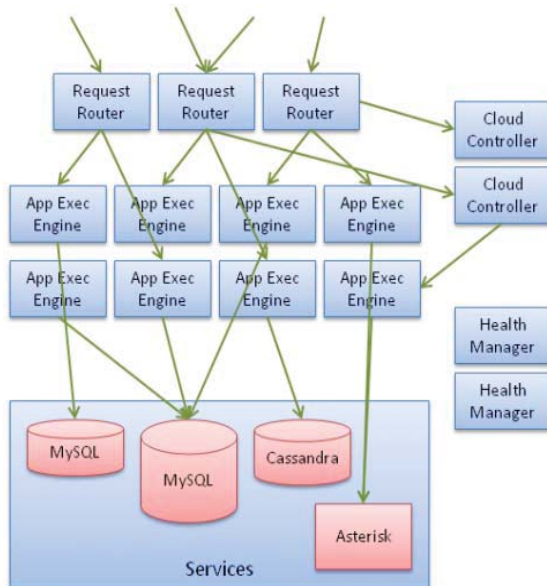 Request
Router
Request
Router
Request
Router
Cloud
Controller
Cloud
Controller
App Exec
Engine
App Exec
Engine
App Exec
Engine
App Exec
Engine
App Exec
Engine
App Exec
Engine
App Exec
Engine
App Exec
Engine
Health
Manager
Health
Manager
MySQL
MySQL
Cassandra
Asterisk
Services